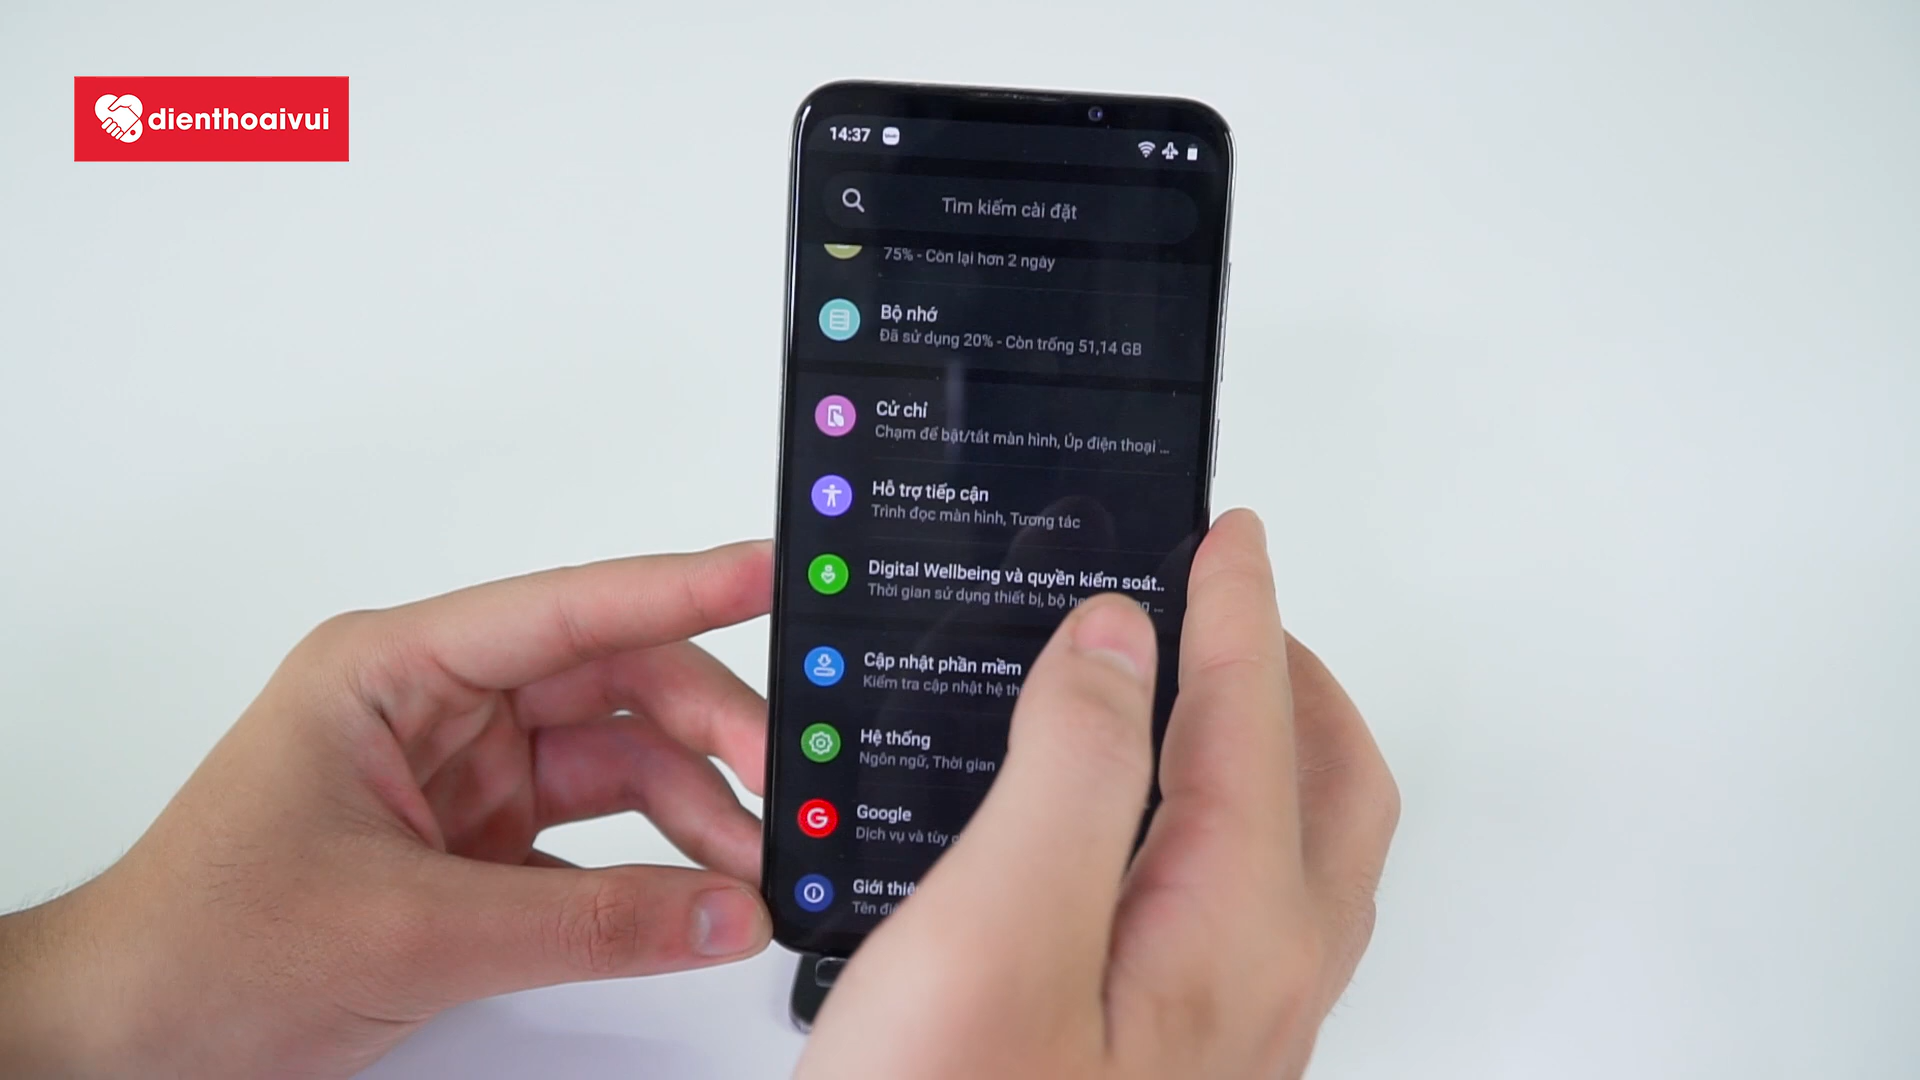 dienthoaivui
14:37
Tìm kiếm cài đặt
75% - Còn lại hơn 2 ngày
Bộ nhớ
Đã sử dụng 20% - Còn trống 51,14 GB
Cử chỉ
Chạm để bật/tắt màn hình, Úp điện thoại ...
Hỗ trợ tiếp cận
Trình đọc màn hình, Tương tác
Digital Wellbeing và quyền kiểm soát..
Thời gian sử dụng thiết bị, bộ
Cập nhật phần mềm
Kiểm tra cập nhật hệ
Hệ thống
Ngôn ngữ, Thời gian
Google
Dịch vụ và tùy
Giới
Tên